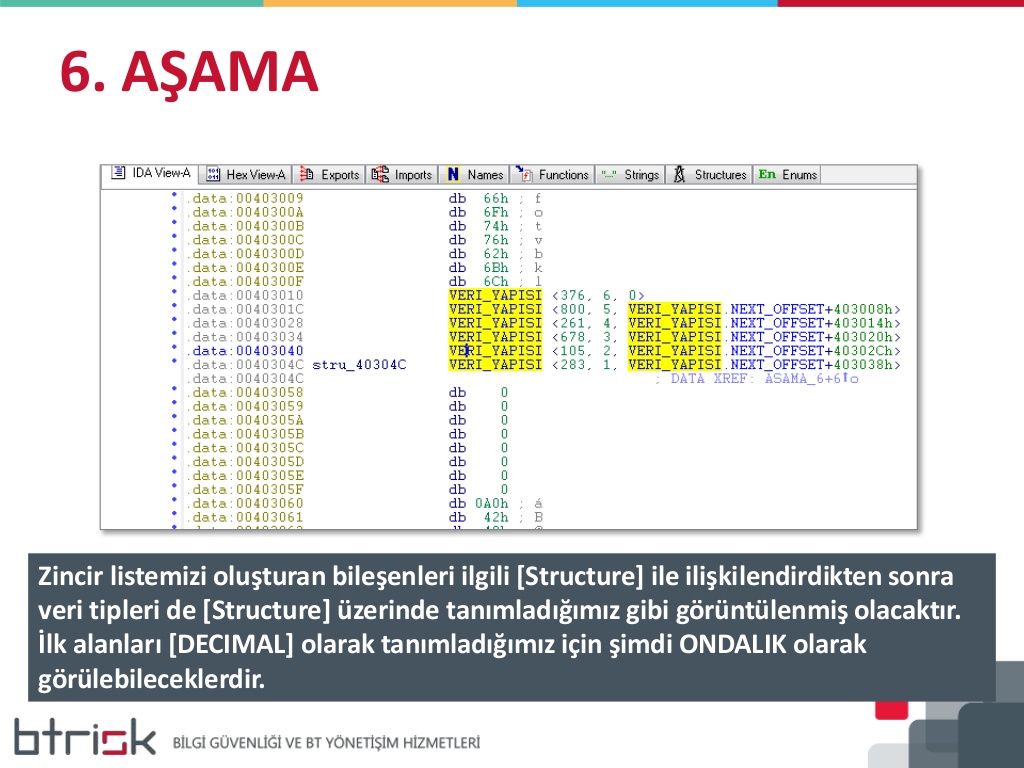 6. AŞAMA
IDA View-A Hex View-A Exports Imports N Names Functions "..." Strings Structures En Enums
.data:00403009 db 66h ; f
.data:0040300A db 6Fh ; o
.data:0040300B db 74h ; t
.data:0040300C db 76h ; v
.data:0040300D db 62h ; b
.data:0040300E db 6Bh ; k
.data:0040300F db 6Ch ; l
.data:00403010 VERI_YAPISI <376, 6, 0>
.data:0040301C VERI_YAPISI <800, 5, VERI_YAPISI.NEXT_OFFSET+403008h>
.data:00403028 VERI_YAPISI <261, 4, VERI_YAPISI.NEXT_OFFSET+403014h>
.data:00403034 VERI_YAPISI <678, 3, VERI_YAPISI.NEXT_OFFSET+403020h>
.data:00403040 VERI_YAPISI <105, 2, VERI_YAPISI.NEXT_OFFSET+40302Ch>
.data:0040304C stru_40304C VERI_YAPISI <283, 1, VERI_YAPISI.NEXT_OFFSET+403038h>
.data:0040304C ; DATA XREF: ASAMA_6+6↑o
.data:00403058 db 0
.data:00403059 db 0
.data:0040305A db 0
.data:0040305B db 0
.data:0040305C db 0
.data:0040305D db 0
.data:0040305E db 0
.data:0040305F db 0
.data:00403060 db 0A0h ; á
.data:00403061 db 42h ; B
Zincir listemizi oluşturan bileşenleri ilgili [Structure] ile ilişkilendirdikten sonra
veri tipleri de [Structure] üzerinde tanımladığımız gibi görüntülenmiş olacaktır.
İlk alanları [DECIMAL] olarak tanımladığımız için şimdi ONDALIK olarak
görülebileceklerdir.
btrisk BİLGİ GÜVENLİĞİ VE BT YÖNETİŞİM HİZMETLERİ